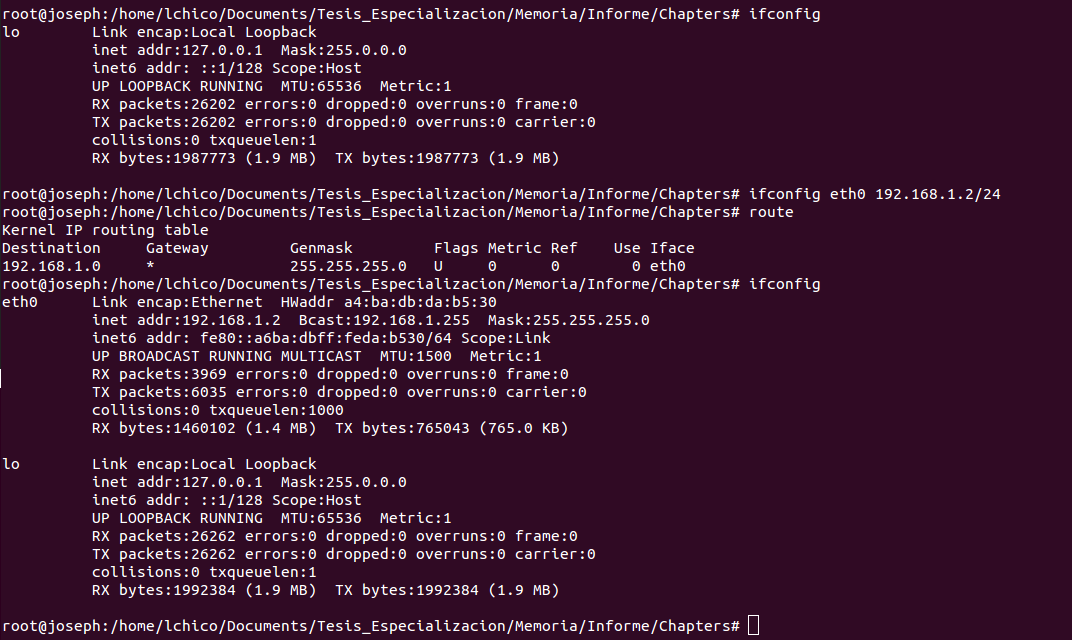 root@joseph:/home/lchico/Documents/Tesis_Especializacion/Memoria/Informe/Chapters# ifconfig
lo        Link encap:Local Loopback
          inet addr:127.0.0.1  Mask:255.0.0.0
          inet6 addr: ::1/128 Scope:Host
          UP LOOPBACK RUNNING  MTU:65536  Metric:1
          RX packets:26202 errors:0 dropped:0 overruns:0 frame:0
          TX packets:26202 errors:0 dropped:0 overruns:0 carrier:0
          collisions:0 txqueuelen:1
          RX bytes:1987773 (1.9 MB)  TX bytes:1987773 (1.9 MB)

root@joseph:/home/lchico/Documents/Tesis_Especializacion/Memoria/Informe/Chapters# ifconfig eth0 192.168.1.2/24
root@joseph:/home/lchico/Documents/Tesis_Especializacion/Memoria/Informe/Chapters# route
Kernel IP routing table
Destination     Gateway         Genmask         Flags Metric Ref    Use Iface
192.168.1.0     *               255.255.255.0   U     0      0        0 eth0
root@joseph:/home/lchico/Documents/Tesis_Especializacion/Memoria/Informe/Chapters# ifconfig
eth0      Link encap:Ethernet  HWaddr a4:ba:db:da:b5:30
          inet addr:192.168.1.2  Bcast:192.168.1.255  Mask:255.255.255.0
          inet6 addr: fe80::a6ba:dbff:feda:b530/64 Scope:Link
          UP BROADCAST RUNNING MULTICAST  MTU:1500  Metric:1
          RX packets:3969 errors:0 dropped:0 overruns:0 frame:0
          TX packets:6035 errors:0 dropped:0 overruns:0 carrier:0
          collisions:0 txqueuelen:1000
          RX bytes:1460102 (1.4 MB)  TX bytes:765043 (765.0 KB)

lo        Link encap:Local Loopback
          inet addr:127.0.0.1  Mask:255.0.0.0
          inet6 addr: ::1/128 Scope:Host
          UP LOOPBACK RUNNING  MTU:65536  Metric:1
          RX packets:26262 errors:0 dropped:0 overruns:0 frame:0
          TX packets:26262 errors:0 dropped:0 overruns:0 carrier:0
          collisions:0 txqueuelen:1
          RX bytes:1992384 (1.9 MB)  TX bytes:1992384 (1.9 MB)

root@joseph:/home/lchico/Documents/Tesis_Especializacion/Memoria/Informe/Chapters#